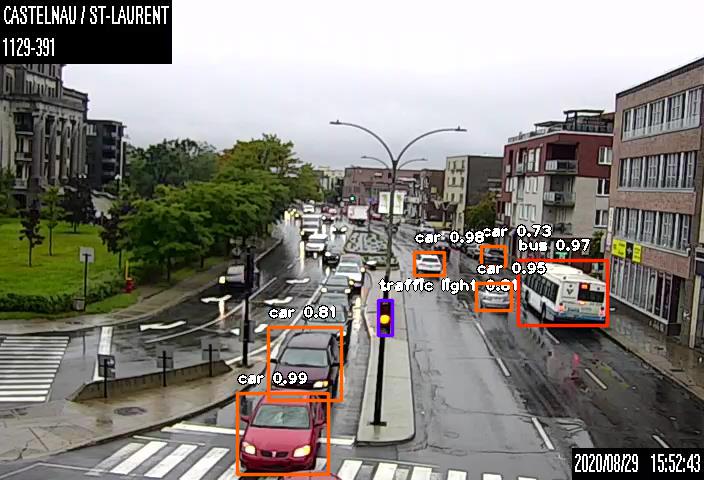 CASTELNAU / ST-LAURENT
1129-391
car 0.73
car 0.98
bus 0.97
car 0.95
traffic light 0.81
car 0.81
car 0.99
2020/08/29 15:52:43